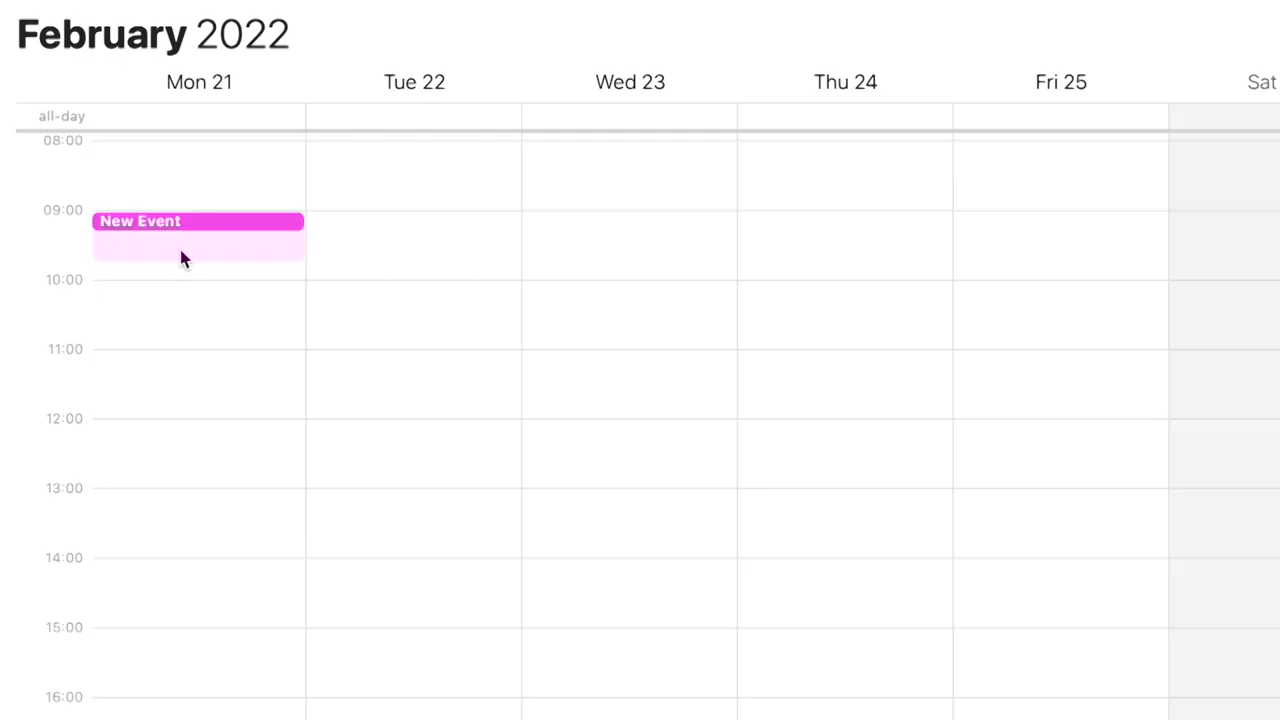 February 2022
Mon 21 Tue 22 Wed 23 Thu 24 Fri 25 Sat
all-day
08:00
09:00
New Event
10:00
11:00
12:00
13:00
14:00
15:00
16:00